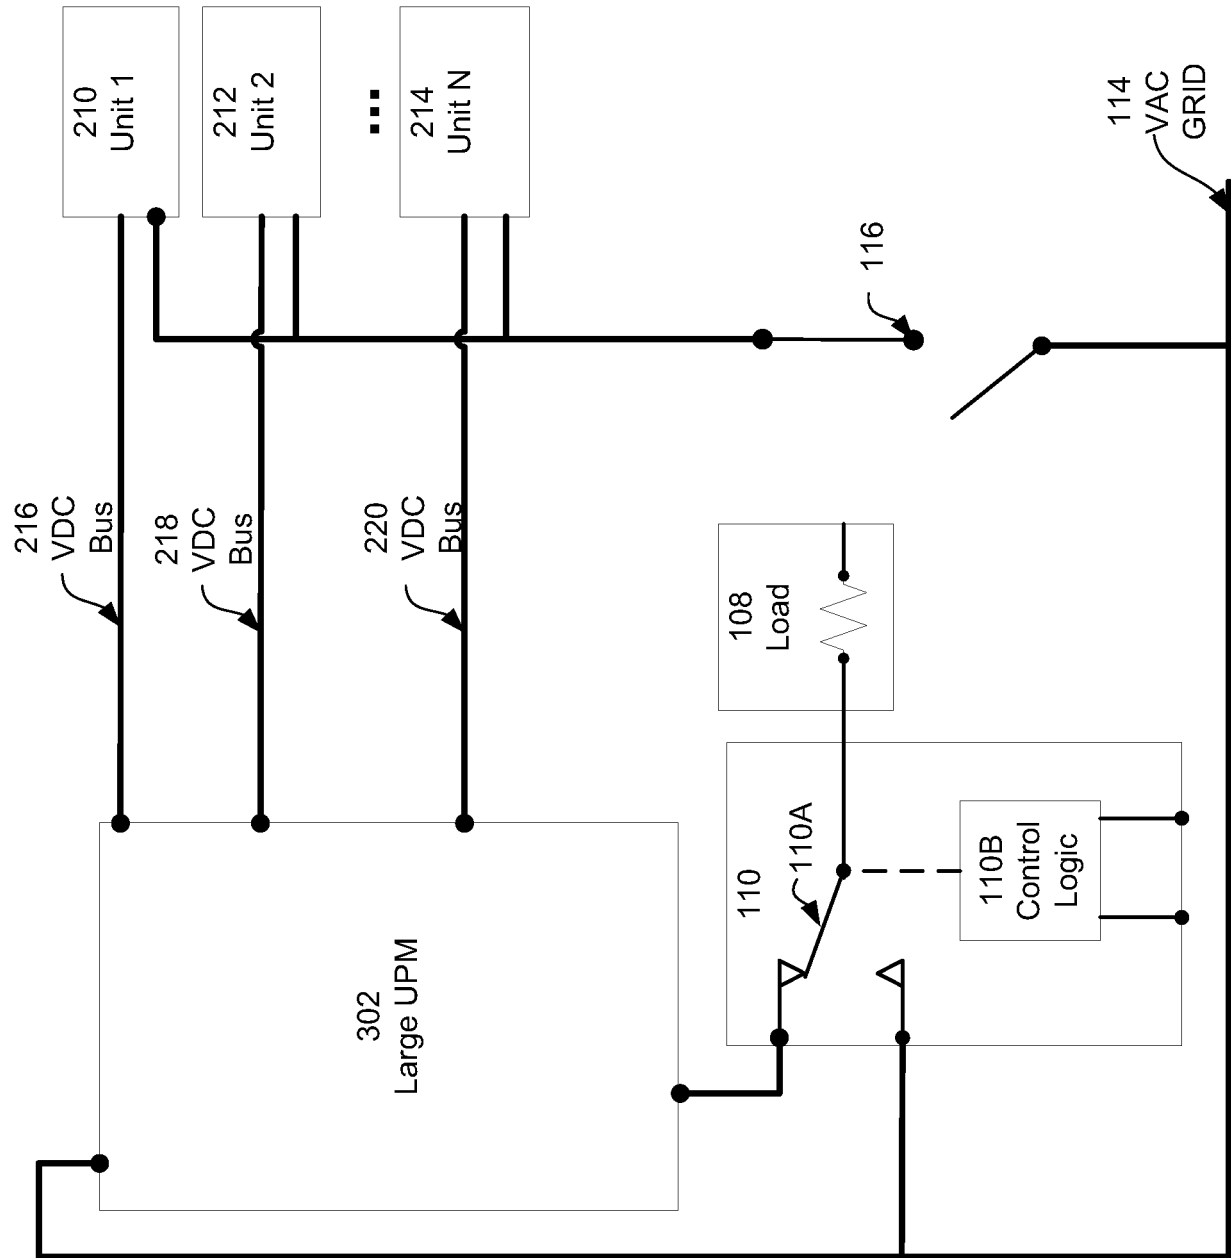 302
Large UPM
216
VDC
Bus
218
VDC
Bus
220
VDC
Bus
210
Unit 1
212
Unit 2
...
214
Unit N
110
110A
110B
Control
Logic
108
Load
116
114
VAC
GRID